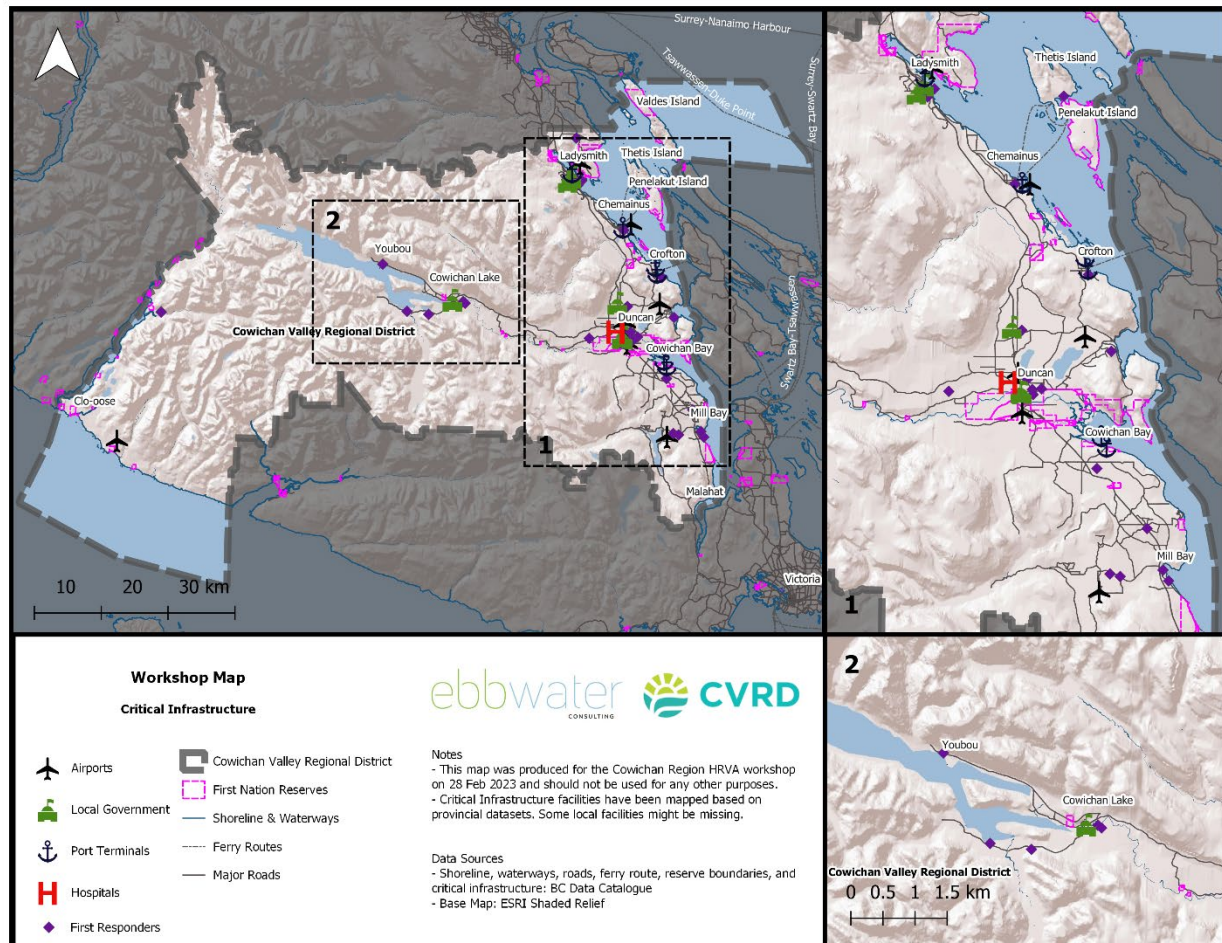 Surrey-Nanaimo Harbour
Tsawwassen-Duke Point
Surrey-Swartz Bay
Valdes Island
Ladysmith
Thetis Island
Penelakut Island
Chemainus
2
Youbou
Crofton
Cowichan Lake
Swartz Bay-Tsawwassen
Duncan
Cowichan Valley Regional District
Cowichan Bay
Clo-oose
Mill Bay
1
Malahat
10 20 30 km
Victoria
Ladysmith
Thetis Island
Penelakut Island
Chemainus
Crofton
Duncan
Cowichan Bay
Mill Bay
1
2
Youbou
Cowichan Lake
Cowichan Valley Regional District
0 0.5 1 1.5 km
Workshop Map
Critical Infrastructure
Airports
Local Government
Port Terminals
H Hospitals
First Responders
Cowichan Valley Regional District
First Nation Reserves
Shoreline & Waterways
Ferry Routes
Major Roads
ebbwater
CONSULTING
CVRD
Notes
- This map was produced for the Cowichan Region HRVA workshop
on 28 Feb 2023 and should not be used for any other purposes.
- Critical Infrastructure facilities have been mapped based on
provincial datasets. Some local facilities might be missing.
Data Sources
- Shoreline, waterways, roads, ferry route, reserve boundaries, and
critical infrastructure: BC Data Catalogue
- Base Map: ESRI Shaded Relief